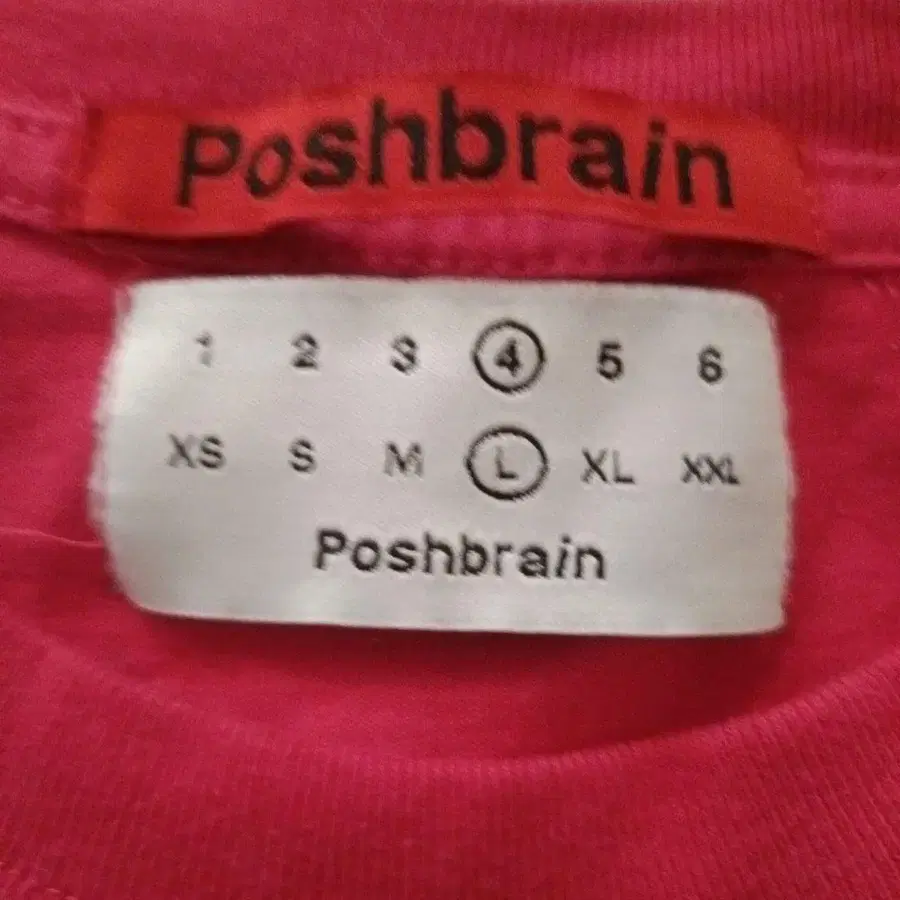 Poshbrain
1 2 3 4 5 6
XS S M L XL XXL
Poshbrain